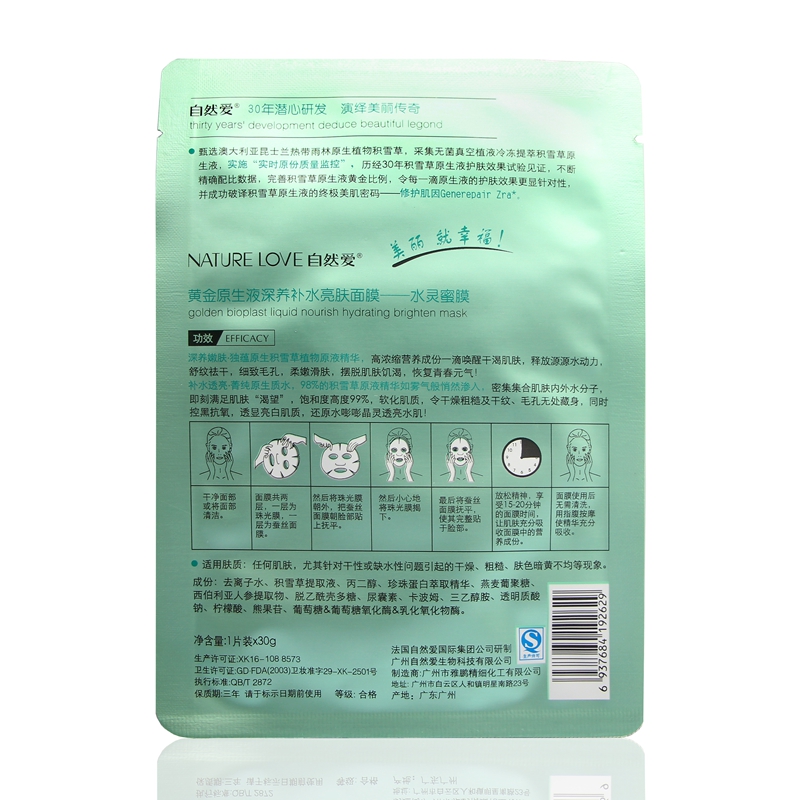 自然爱® 30年潜心研发 演绎美丽传奇
thirty years' development deduce beautiful legond
甄选澳大利亚昆士兰热带雨林原生植物积雪草，采集无菌真空植液冷冻提萃积雪草原
生液，实施“实时原份质量监控”。历经30年积雪草原生液护肤效果试验见证，不断
精确配比数据，完善积雪草原生液黄金比例，令每一滴原生液的护肤效果更显针对性，
并成功破译积雪草原生液的终极美肌密码——修护肌因Generepair Zra*。
美丽 就幸福！
NATURE LOVE 自然爱®
黄金原生液深养补水亮肤面膜——水灵蜜膜
golden bioplast liquid nourish hydrating brighten mask
功效 EFFICACY
深养嫩肤-独蕴原生积雪草植物原液精华，高浓缩营养成份一滴唤醒干渴肌肤，释放源源水动力，
舒纹祛干，细致毛孔，柔嫩滑肤，摆脱肌肤饥渴，恢复青春元气！
补水透亮-菁纯原生质水，98%的积雪草原液精华如雾气般悄然渗入，密集集合肌肤内外水分子，
即刻满足肌肤“渴望”，饱和度高度99%，软化肌质，令干燥粗糙及干纹、毛孔无处藏身，同时
控黑抗氧，透显亮白肌质，还原水嘭嘭晶灵透亮水肌！
干净面部
或将面部
清洁。
面膜共两
层，一层为
珠光膜，一
层为蚕丝面
膜。
然后将珠光膜
朝外，把蚕丝
面膜朝脸部贴
上抚平。
然后小心地
将珠光膜揭
下。
最后将蚕丝
面膜抚平，
使其完整贴
于脸部。
放松精神，享
受15-20分钟
的面膜时间，
让肌肤充分吸
收面膜中的营
养成份。
面膜使用后
无需清洗，
用指腹按摩
使精华充分
吸收。
适用肤质：任何肌肤，尤其针对干性或缺水性问题引起的干燥、粗糙、肤色暗黄不均等现象。
成份：去离子水、积雪草提取液、丙二醇、珍珠蛋白萃取精华、燕麦葡聚糖、
西伯利亚人参提取物、脱乙酰壳多糖、尿囊素、卡波姆、三乙醇胺、透明质酸
钠、柠檬酸、熊果苷、葡萄糖&葡萄糖氧化酶&乳化氧化物酶。
净含量:1片装x30g
生产许可证:XK16-108 8573
卫生许可证:GD·FDA(2003)卫妆准字29-XK-2501号
执行标准:QB/T 2872
保质期:三年 请于标示日期前使用 等级: 合格
法国自然爱国际集团公司研制
广州自然爱生物科技有限公司
制造商:广州市雅鹏精细化工有限公司
地址: 广州市白云区人和镇明星南路23号
产地: 广东广州
QS
生产许可
6 937684 192629